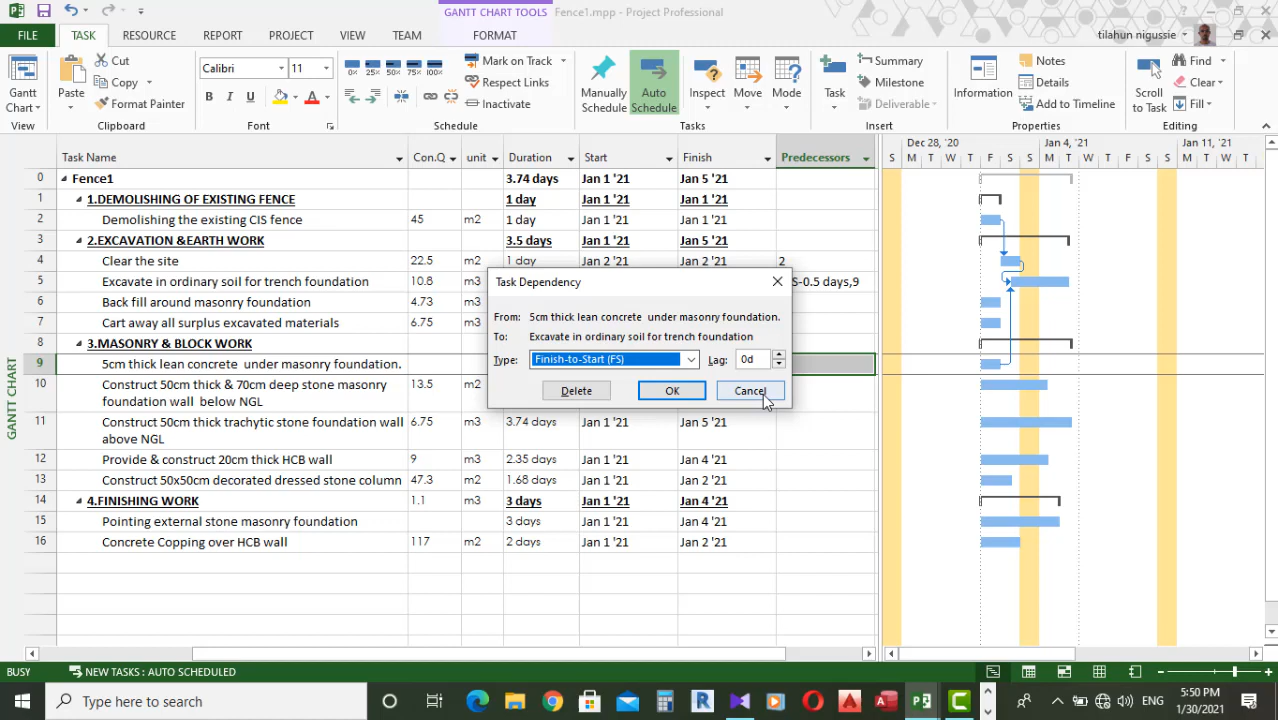 GANTT CHART TOOLS
Fence1.mpp - Project Professional
FILE TASK RESOURCE REPORT PROJECT VIEW TEAM FORMAT
tilahun nigussie
Gantt Chart
View
Paste
Cut
Copy
Format Painter
Clipboard
Calibri 11
B I U A
Font
0% 25% 50% 75% 100%
Mark on Track
Respect Links
Inactivate
Schedule
Manually Schedule
Auto Schedule
Inspect
Move
Mode
Tasks
Task
Summary
Milestone
Deliverable
Insert
Information
Notes
Details
Add to Timeline
Properties
Scroll to Task
Find
Clear
Fill
Editing
Task Name Con.Q unit Duration Start Finish Predecessors
Dec 28, '20 Jan 4, '21 Jan 11, '21
S M T W T F S S M T W T F S S M T W T
0 Fence1 3.74 days Jan 1 '21 Jan 5 '21
1 1.DEMOLISHING OF EXISTING FENCE 1 day Jan 1 '21 Jan 1 '21
2 Demolishing the existing CIS fence 45 m2 1 day Jan 1 '21 Jan 1 '21
3 2.EXCAVATION &EARTH WORK 3.5 days Jan 1 '21 Jan 5 '21
4 Clear the site 22.5 m2 1 day Jan 2 '21 Jan 2 '21 2
5 Excavate in ordinary soil for trench foundation 10.8 m3 S-0.5 days,9
6 Back fill around masonry foundation 4.73 m3
7 Cart away all surplus excavated materials 6.75 m3
8 3.MASONRY & BLOCK WORK
9 5cm thick lean concrete under masonry foundation.
10 Construct 50cm thick & 70cm deep stone masonry foundation wall below NGL 13.5 m2
11 Construct 50cm thick trachytic stone foundation wall above NGL 6.75 m3 3.74 days Jan 1 '21 Jan 5 '21
12 Provide & construct 20cm thick HCB wall 9 m3 2.35 days Jan 1 '21 Jan 4 '21
13 Construct 50x50cm decorated dressed stone column 47.3 m2 1.68 days Jan 1 '21 Jan 2 '21
14 4.FINISHING WORK 1.1 m3 3 days Jan 1 '21 Jan 4 '21
15 Pointing external stone masonry foundation 3 days Jan 1 '21 Jan 4 '21
16 Concrete Copping over HCB wall 117 m2 2 days Jan 1 '21 Jan 2 '21
GANTT CHART
Task Dependency
From: 5cm thick lean concrete under masonry foundation.
To: Excavate in ordinary soil for trench foundation
Type: Finish-to-Start (FS) Lag: 0d
Delete OK Cancel
BUSY NEW TASKS : AUTO SCHEDULED
Type here to search
ENG
5:50 PM
1/30/2021